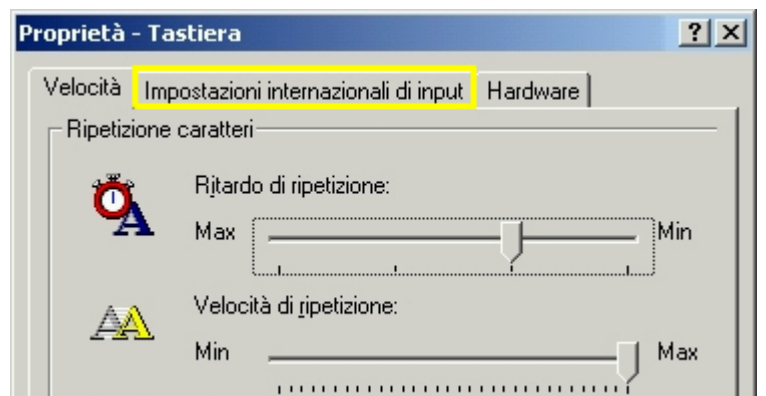 Proprietà - Tastiera
Velocità Impostazioni internazionali di input Hardware
Ripetizione caratteri
Ritardo di ripetizione:
Max Min
Velocità di ripetizione:
Min Max